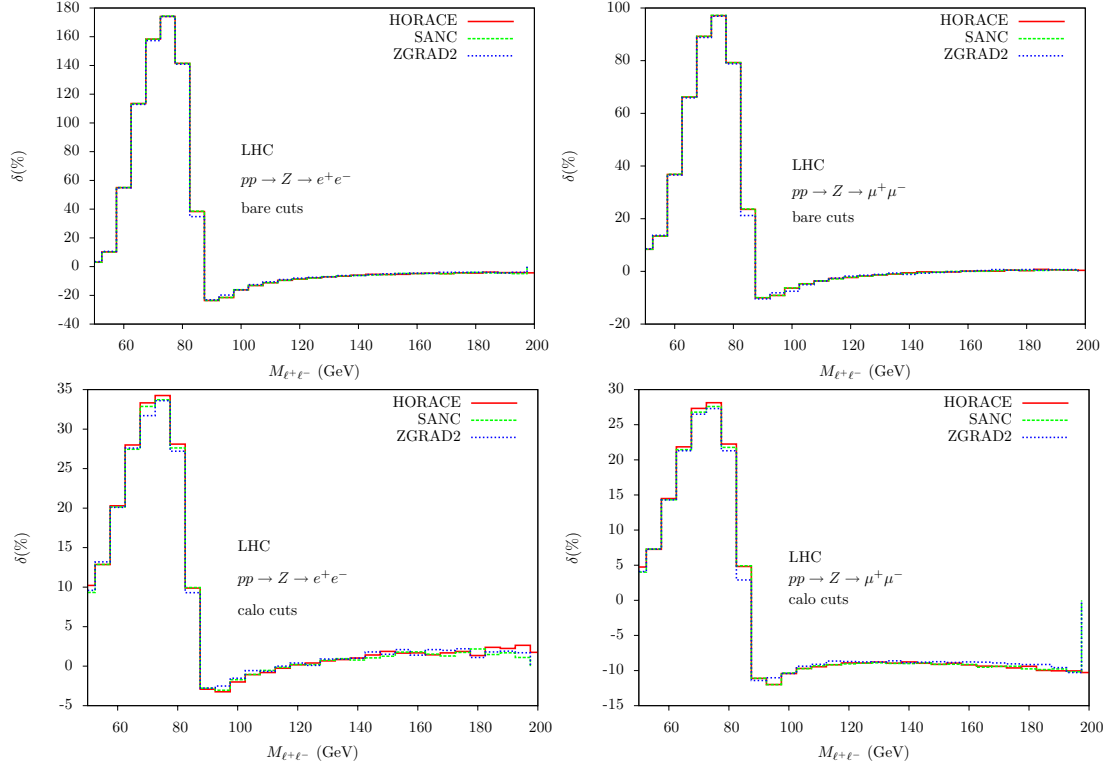 180
160
140
120
100
80
60
40
20
0
-20
-40
δ(%)
60 80 100 120 140 160 180 200
M_{ℓ+ℓ−} (GeV)
HORACE
SANC
ZGRAD2
LHC
pp → Z → e⁺e⁻
bare cuts
100
80
60
40
20
0
-20
δ(%)
60 80 100 120 140 160 180 200
M_{ℓ+ℓ−} (GeV)
HORACE
SANC
ZGRAD2
LHC
pp → Z → μ⁺μ⁻
bare cuts
35
30
25
20
15
10
5
0
-5
δ(%)
60 80 100 120 140 160 180 200
M_{ℓ+ℓ−} (GeV)
HORACE
SANC
ZGRAD2
LHC
pp → Z → e⁺e⁻
calo cuts
30
25
20
15
10
5
0
-5
-10
-15
δ(%)
60 80 100 120 140 160 180 200
M_{ℓ+ℓ−} (GeV)
HORACE
SANC
ZGRAD2
LHC
pp → Z → μ⁺μ⁻
calo cuts